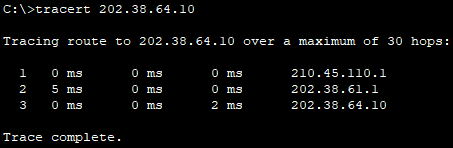 C:\>tracert 202.38.64.10
Tracing route to 202.38.64.10 over a maximum of 30 hops:
1 0 ms 0 ms 0 ms 210.45.110.1
2 5 ms 0 ms 0 ms 202.38.61.1
3 0 ms 0 ms 2 ms 202.38.64.10
Trace complete.